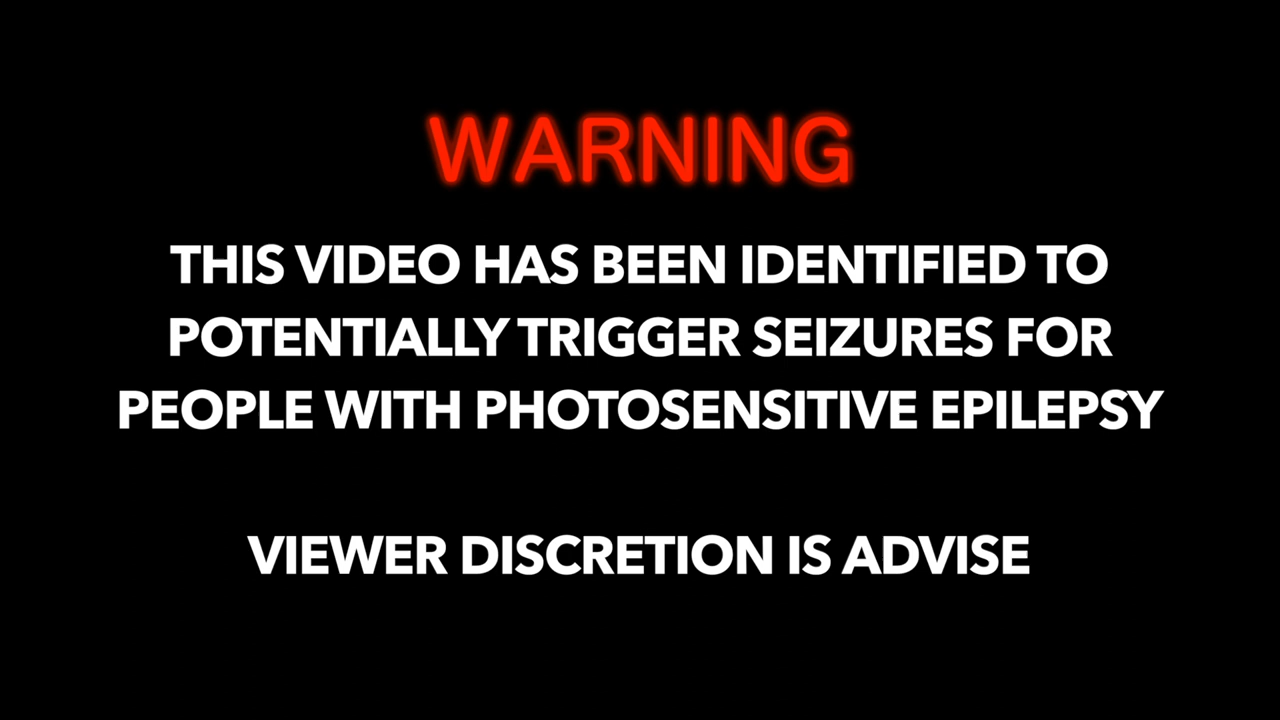 WARNING
THIS VIDEO HAS BEEN IDENTIFIED TO
POTENTIALLY TRIGGER SEIZURES FOR
PEOPLE WITH PHOTOSENSITIVE EPILEPSY
VIEWER DISCRETION IS ADVISE